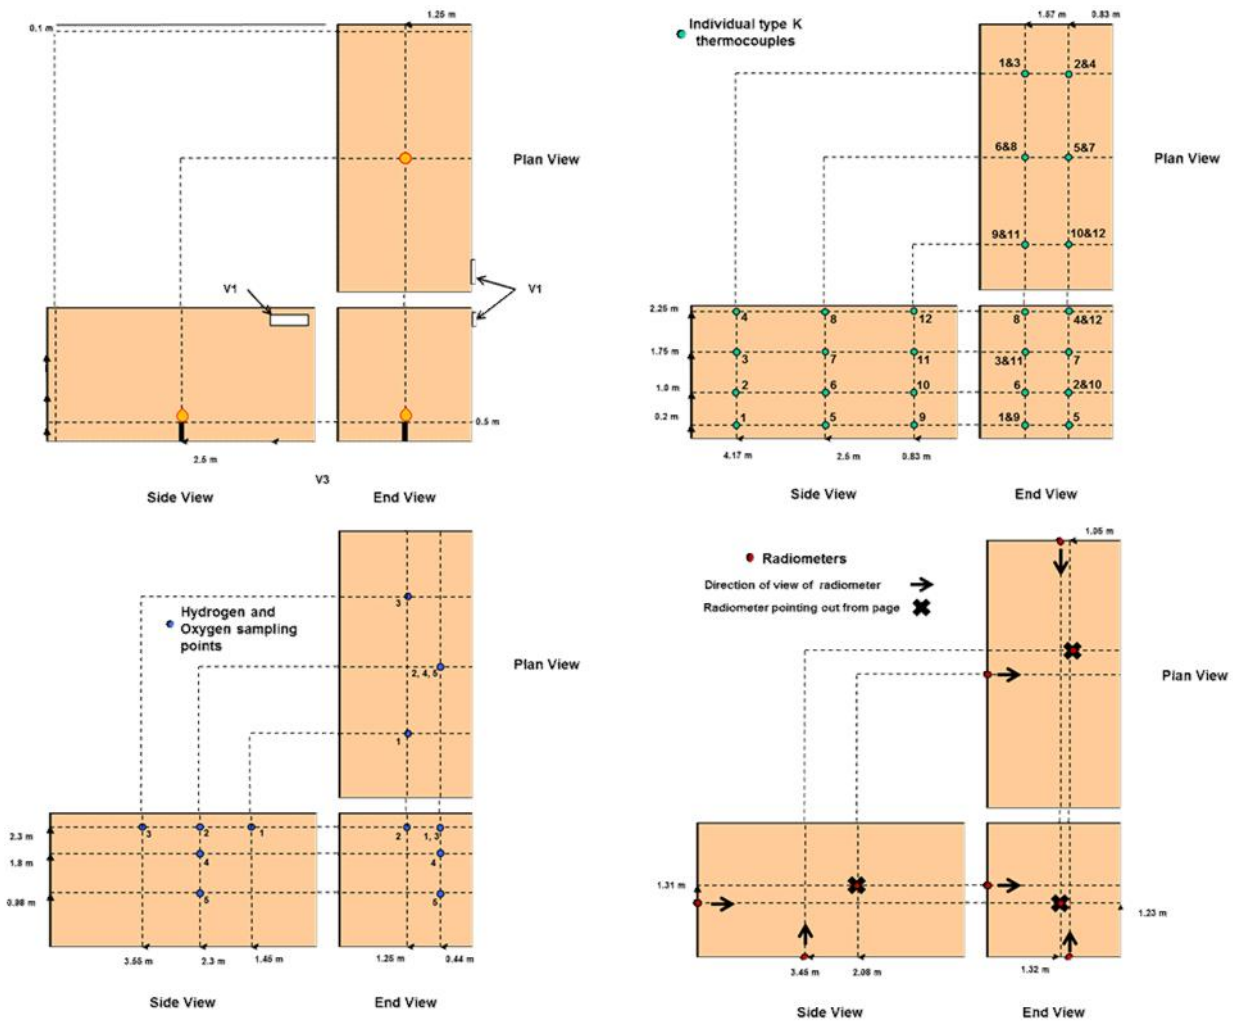 1.25 m
0.1 m
Plan View
V1
V1
0.5 m
2.5 m
V3
Side View
End View
Individual type K
thermocouples
1.67 m
0.83 m
1&3
2&4
6&8
5&7
Plan View
9&11
10&12
2.25 m
4
8
12
8
4&12
1.75 m
3
7
11
3&11
7
1.0 m
2
6
10
6
2&10
0.2 m
1
5
9
1&9
5
4.17 m
2.5 m
0.83 m
Side View
End View
Hydrogen and
Oxygen sampling
points
3
2, 4, 5
Plan View
1
2.3 m
3
2
1
2
1, 3
1.8 m
4
4
0.98 m
5
5
3.55 m
2.3 m
1.45 m
1.25 m
0.44 m
Side View
End View
Radiometers
Direction of view of radiometer
Radiometer pointing out from page
1.05 m
Plan View
1.31 m
1.23 m
3.45 m
2.08 m
1.32 m
Side View
End View